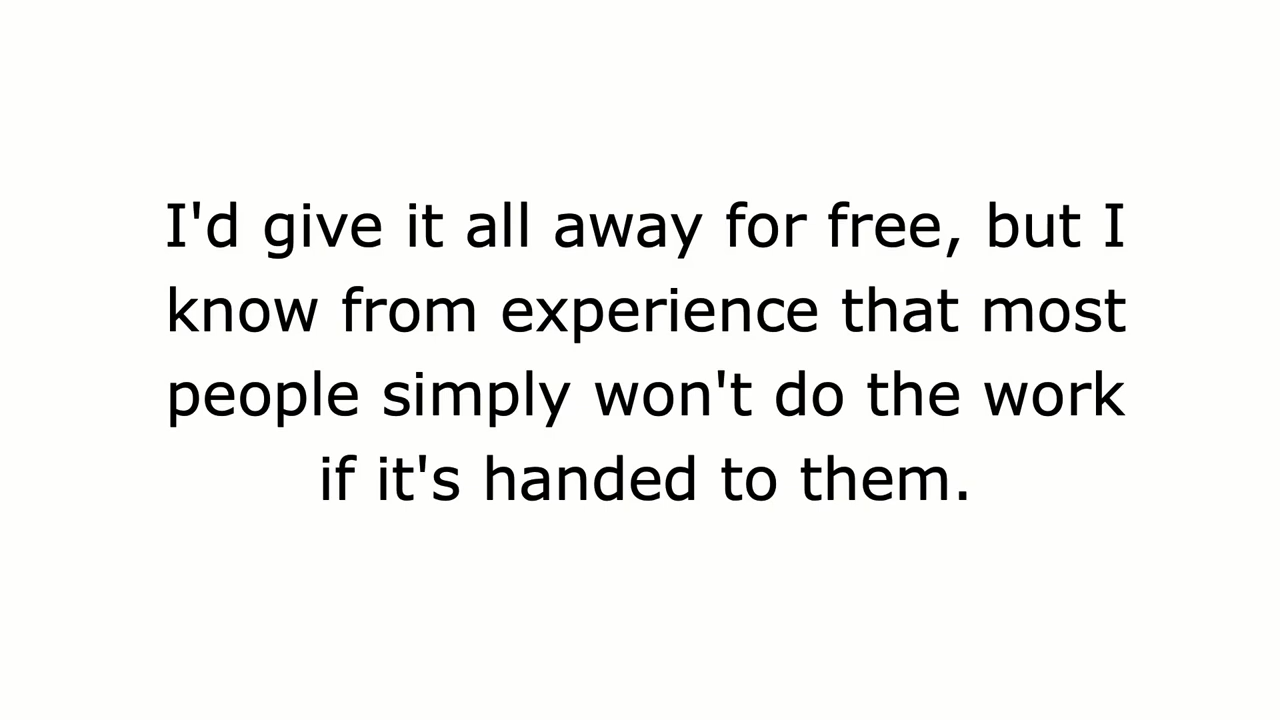 I'd give it all away for free, but I
know from experience that most
people simply won't do the work
if it's handed to them.